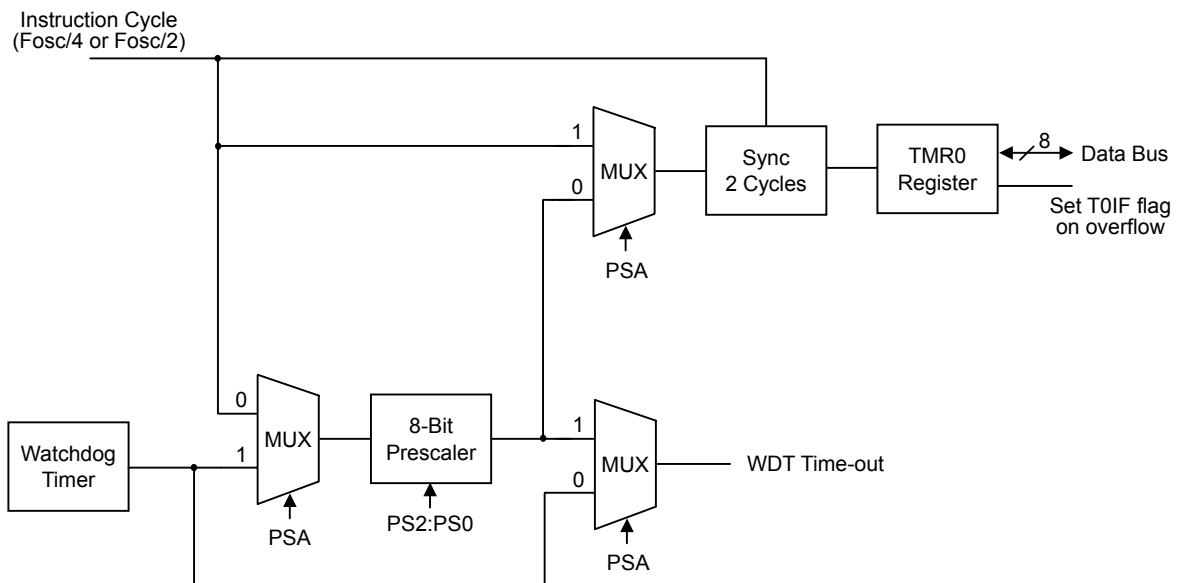 Instruction Cycle
(Fosc/4 or Fosc/2)
1
MUX
0
PSA
Sync
2 Cycles
TMR0
Register
8
Data Bus
Set T0IF flag
on overflow
Watchdog
Timer
0
MUX
1
PSA
8-Bit
Prescaler
PS2:PS0
1
MUX
0
PSA
WDT Time-out